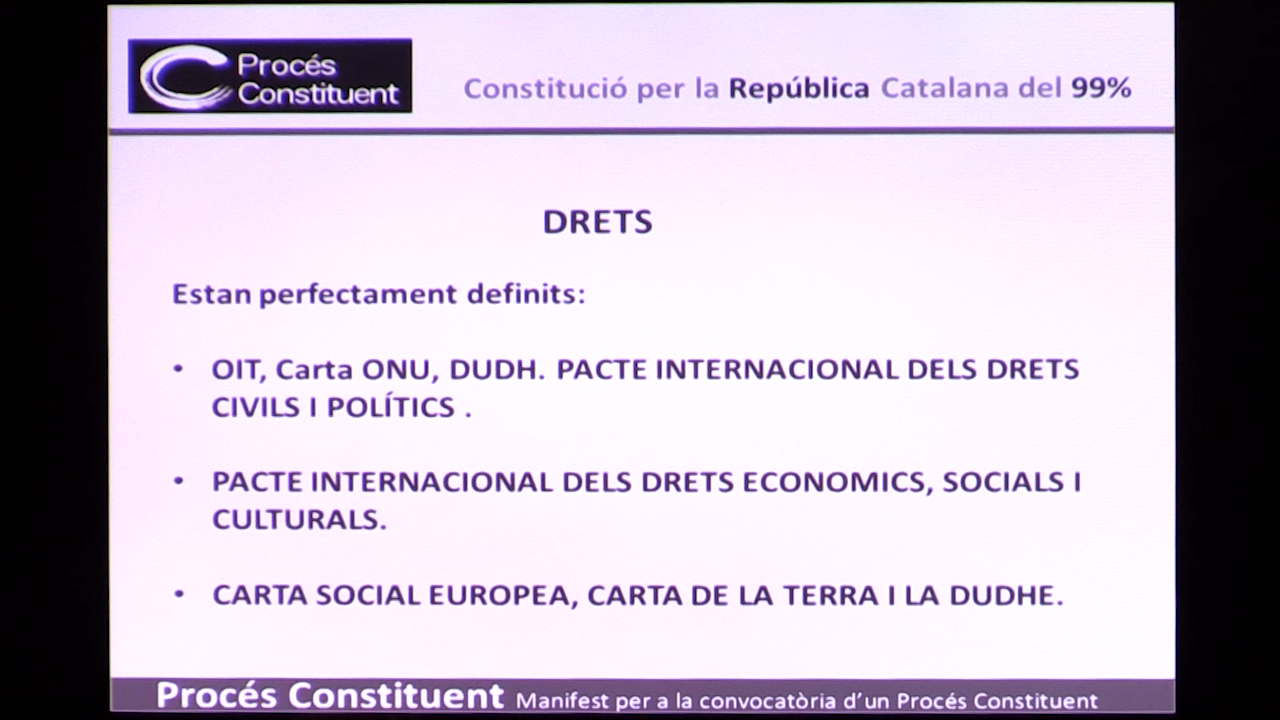 Procés
Constituent
Constitució per la República Catalana del 99%
DRETS
Estan perfectament definits:
• OIT, Carta ONU, DUDH. PACTE INTERNACIONAL DELS DRETS
CIVILS I POLÍTICS .
• PACTE INTERNACIONAL DELS DRETS ECONOMICS, SOCIALS I
CULTURALS.
• CARTA SOCIAL EUROPEA, CARTA DE LA TERRA I LA DUDHE.
Procés Constituent Manifest per a la convocatòria d'un Procés Constituent